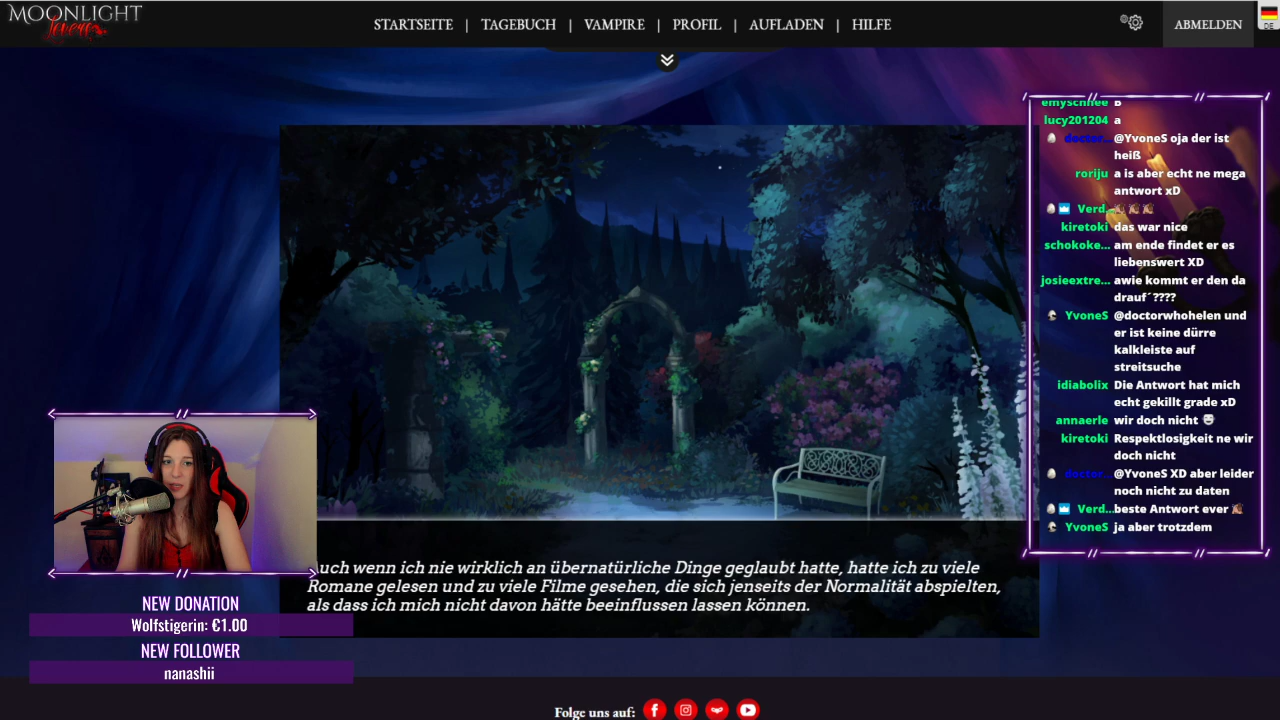 MOONLIGHT
Lovers
STARTSEITE | TAGEBUCH | VAMPIRE | PROFIL | AUFLADEN | HILFE
ABMELDEN
DE
emyschnee B
lucy201204 a
doctor... @YvoneS oja der ist
heiß
roriju a is aber echt ne mega
antwort xD
Verd...
kiretoki das war nice
schokoke... am ende findet er es
liebenswert XD
josieextre... awie kommt er den da
drauf´????
YvoneS @doctorwhohelen und
er ist keine dürre
kalkleiste auf
streitsuche
idiabolix Die Antwort hat mich
echt gekillt grade xD
annaerle wir doch nicht
kiretoki Respektlosigkeit ne wir
doch nicht
doctor... @YvoneS XD aber leider
noch nicht zu daten
Verd... beste Antwort ever
YvoneS ja aber trotzdem
uch wenn ich nie wirklich an übernatürliche Dinge geglaubt hatte, hatte ich zu viele
Romane gelesen und zu viele Filme gesehen, die sich jenseits der Normalität abspielten,
als dass ich mich nicht davon hätte beeinflussen lassen können.
NEW DONATION
Wolfstigerin: €1.00
NEW FOLLOWER
nanashii
Folge uns auf: